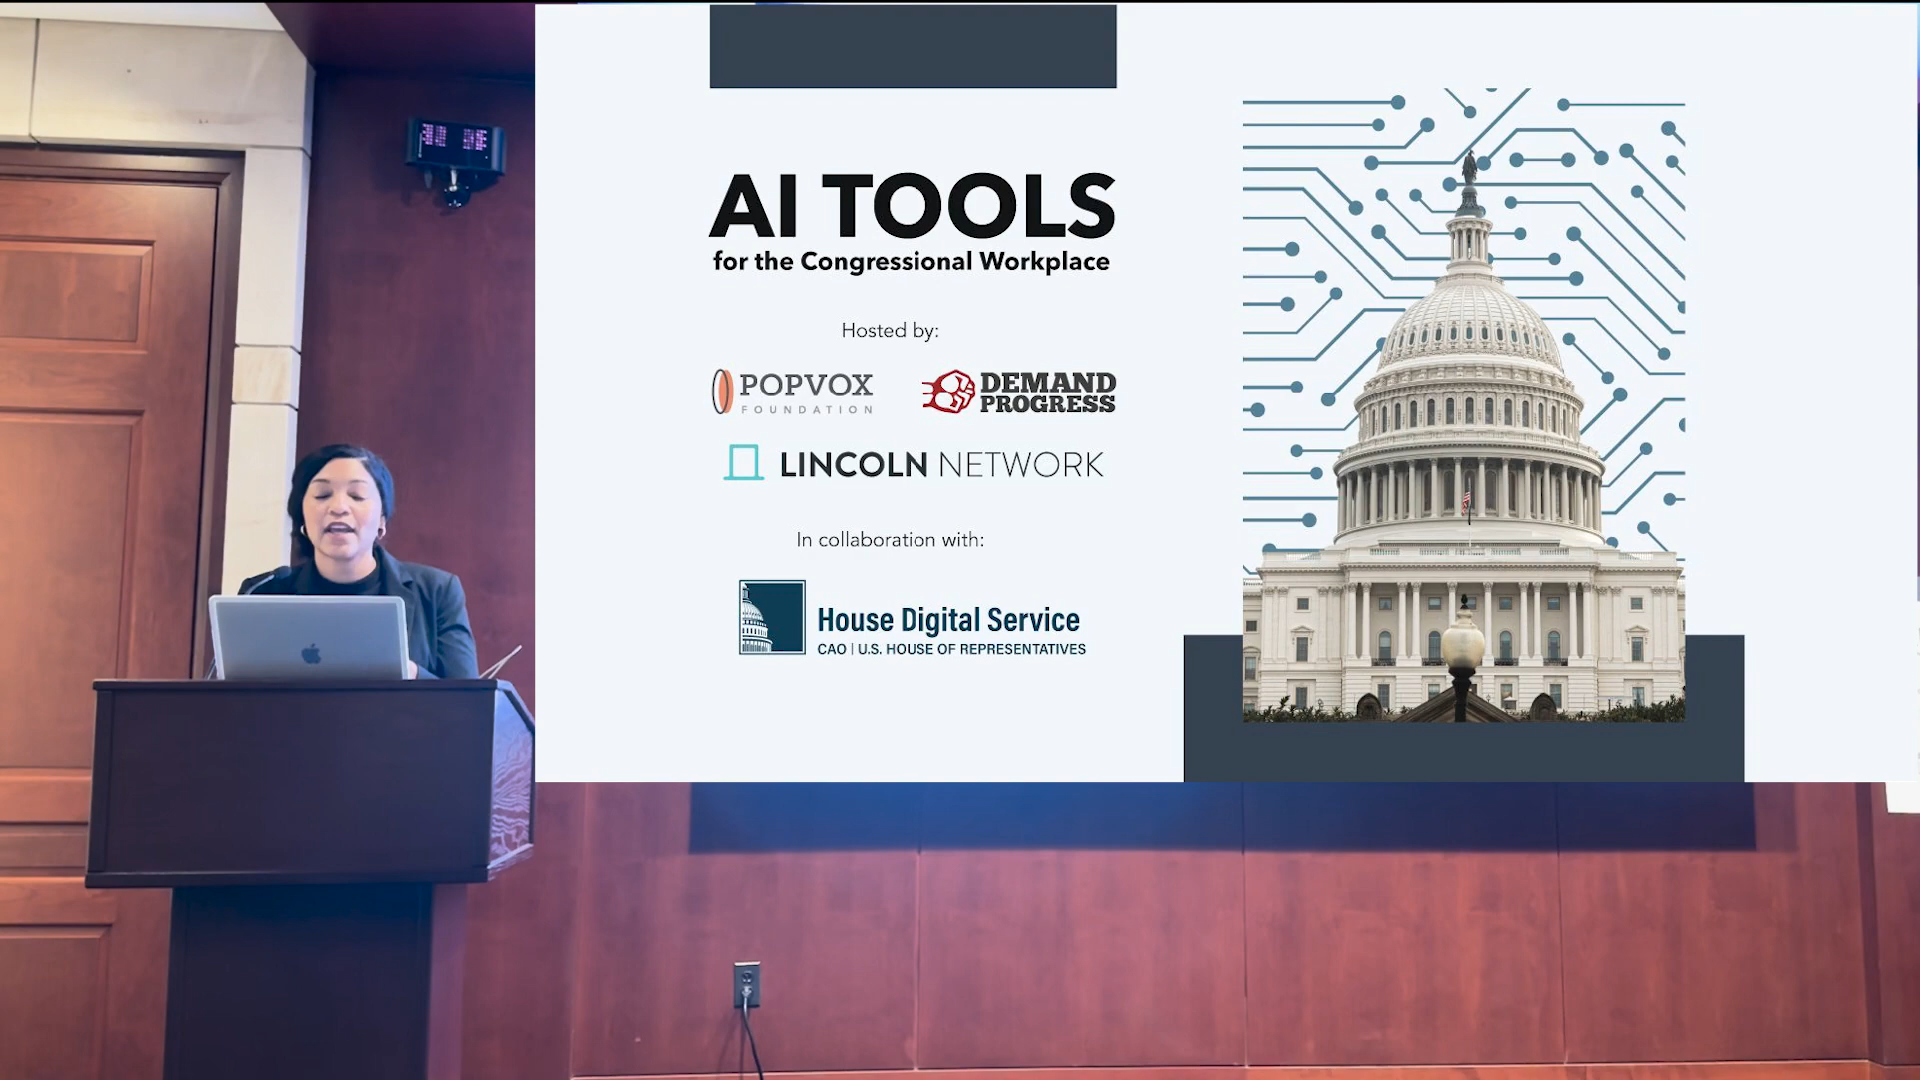 AI TOOLS
for the Congressional Workplace
Hosted by:
POPVOX
FOUNDATION
DEMAND
PROGRESS
LINCOLN NETWORK
In collaboration with:
House Digital Service
CAO | U.S. HOUSE OF REPRESENTATIVES